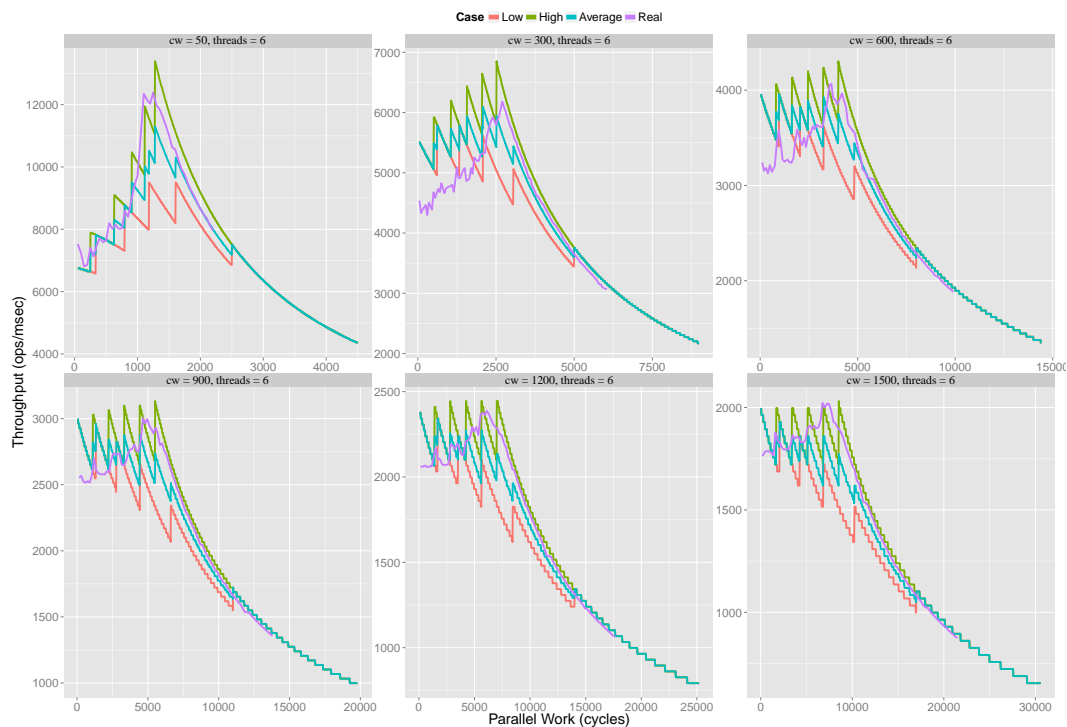 Case Low High Average Real
cw = 50, threads = 6
cw = 300, threads = 6
cw = 600, threads = 6
12000
10000
8000
6000
4000
0 1000 2000 3000 4000
7000
6000
5000
4000
3000
2000
0 2500 5000 7500
4000
3000
2000
0 5000 10000 15000
Throughput (ops/msec)
cw = 900, threads = 6
cw = 1200, threads = 6
cw = 1500, threads = 6
3000
2500
2000
1500
1000
0 5000 10000 15000 20000
2500
2000
1500
1000
0 5000 10000 15000 20000 25000
2000
1500
1000
0 10000 20000 30000
Parallel Work (cycles)